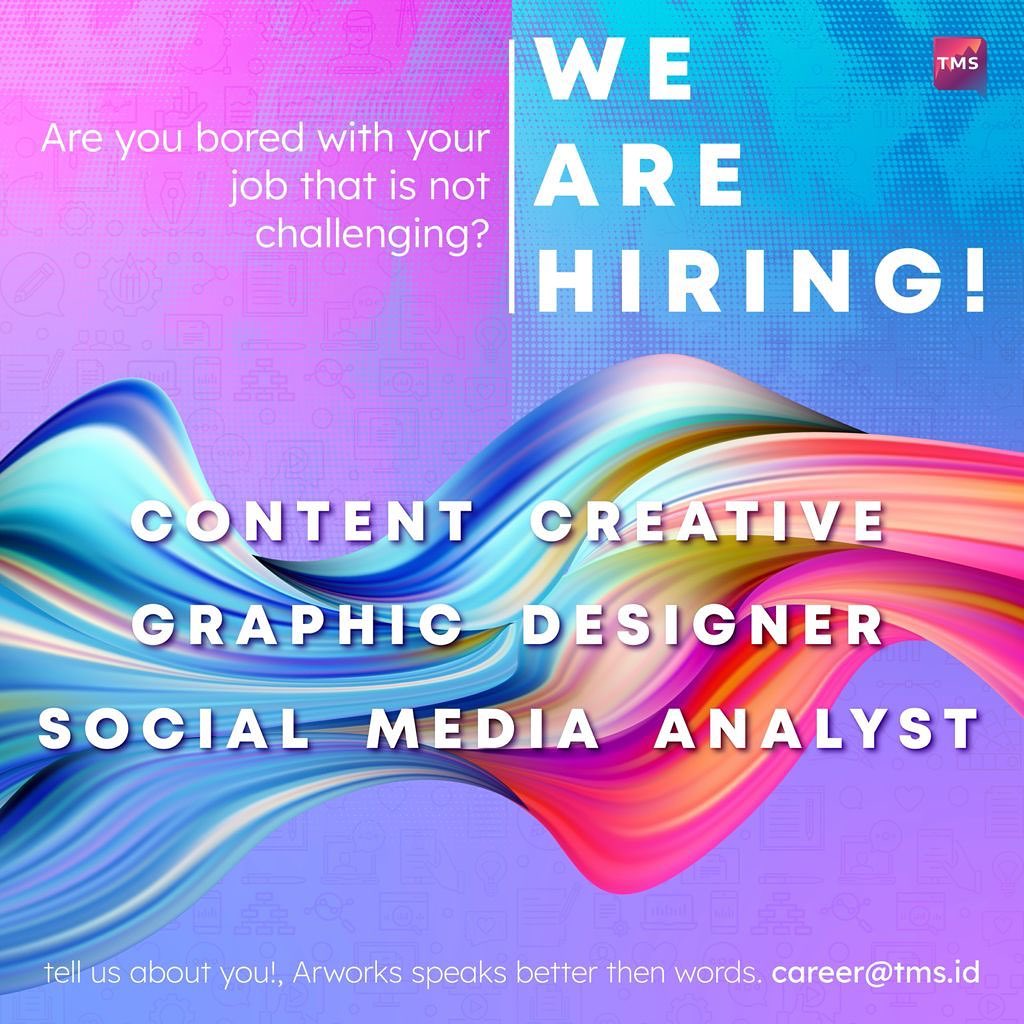 Are you bored with your
job that is not
challenging?
WE
ARE
HIRING!
TMS
CONTENT CREATIVE
GRAPHIC DESIGNER
SOCIAL MEDIA ANALYST
tell us about you!, Arworks speaks better then words. career@tms.id